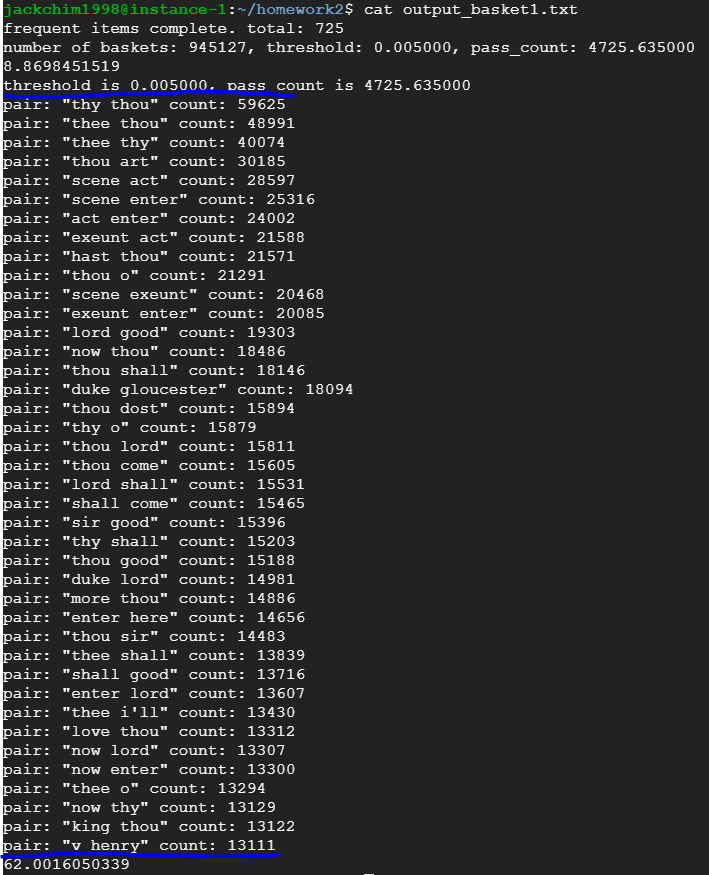 jackchim1998@instance-1:~/homework2$ cat output_basket1.txt
frequent items complete. total: 725
number of baskets: 945127, threshold: 0.005000, pass_count: 4725.635000
8.8698451519
threshold is 0.005000, pass count is 4725.635000
pair: "thy thou" count: 59625
pair: "thee thou" count: 48991
pair: "thee thy" count: 40074
pair: "thou art" count: 30185
pair: "scene act" count: 28597
pair: "scene enter" count: 25316
pair: "act enter" count: 24002
pair: "exeunt act" count: 21588
pair: "hast thou" count: 21571
pair: "thou o" count: 21291
pair: "scene exeunt" count: 20468
pair: "exeunt enter" count: 20085
pair: "lord good" count: 19303
pair: "now thou" count: 18486
pair: "thou shall" count: 18146
pair: "duke gloucester" count: 18094
pair: "thou dost" count: 15894
pair: "thy o" count: 15879
pair: "thou lord" count: 15811
pair: "thou come" count: 15605
pair: "lord shall" count: 15531
pair: "shall come" count: 15465
pair: "sir good" count: 15396
pair: "thy shall" count: 15203
pair: "thou good" count: 15188
pair: "duke lord" count: 14981
pair: "more thou" count: 14886
pair: "enter here" count: 14656
pair: "thou sir" count: 14483
pair: "thee shall" count: 13839
pair: "shall good" count: 13716
pair: "enter lord" count: 13607
pair: "thee i'll" count: 13430
pair: "love thou" count: 13312
pair: "now lord" count: 13307
pair: "now enter" count: 13300
pair: "thee o" count: 13294
pair: "now thy" count: 13129
pair: "king thou" count: 13122
pair: "v henry" count: 13111
62.0016050339